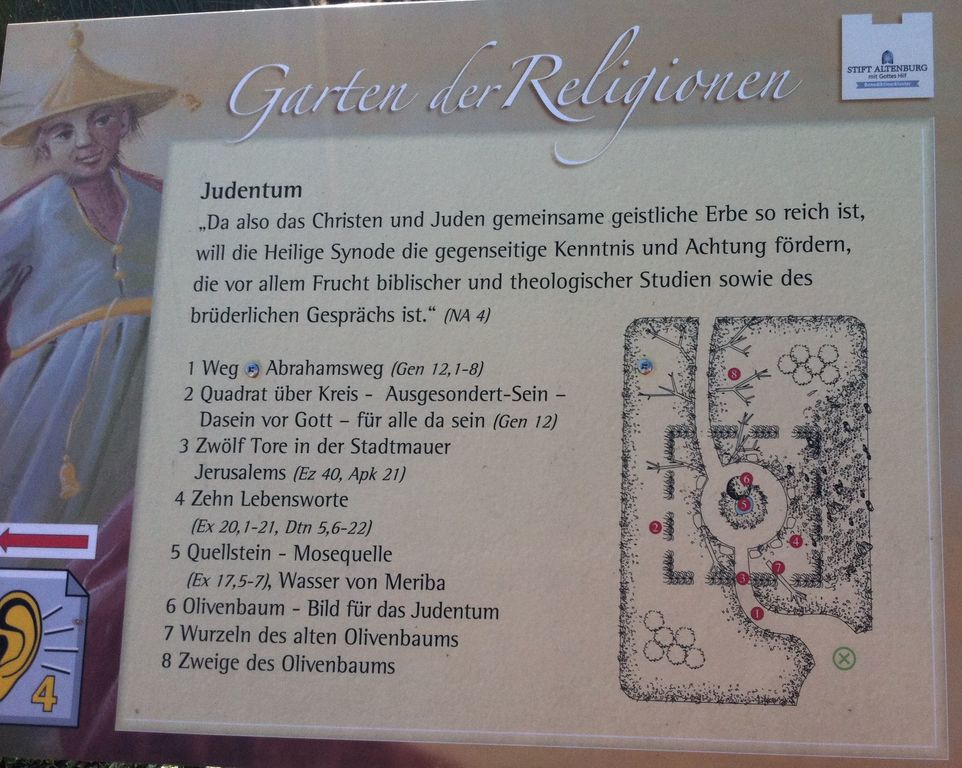 Garten der Religionen
STIFT ALTENBURG
mit Gottes Hilf
Benediktinerkloster
Judentum
„Da also das Christen und Juden gemeinsame geistliche Erbe so reich ist,
will die Heilige Synode die gegenseitige Kenntnis und Achtung fördern,
die vor allem Frucht biblischer und theologischer Studien sowie des
brüderlichen Gesprächs ist.“ (NA 4)
1 Weg Abrahamsweg (Gen 12,1-8)
2 Quadrat über Kreis - Ausgesondert-Sein –
Dasein vor Gott – für alle da sein (Gen 12)
3 Zwölf Tore in der Stadtmauer
Jerusalems (Ez 40, Apk 21)
4 Zehn Lebensworte
(Ex 20,1-21, Dtn 5,6-22)
5 Quellstein - Mosequelle
(Ex 17,5-7), Wasser von Meriba
6 Olivenbaum - Bild für das Judentum
7 Wurzeln des alten Olivenbaums
8 Zweige des Olivenbaums
8
6
5
2
4
7
3
1
4